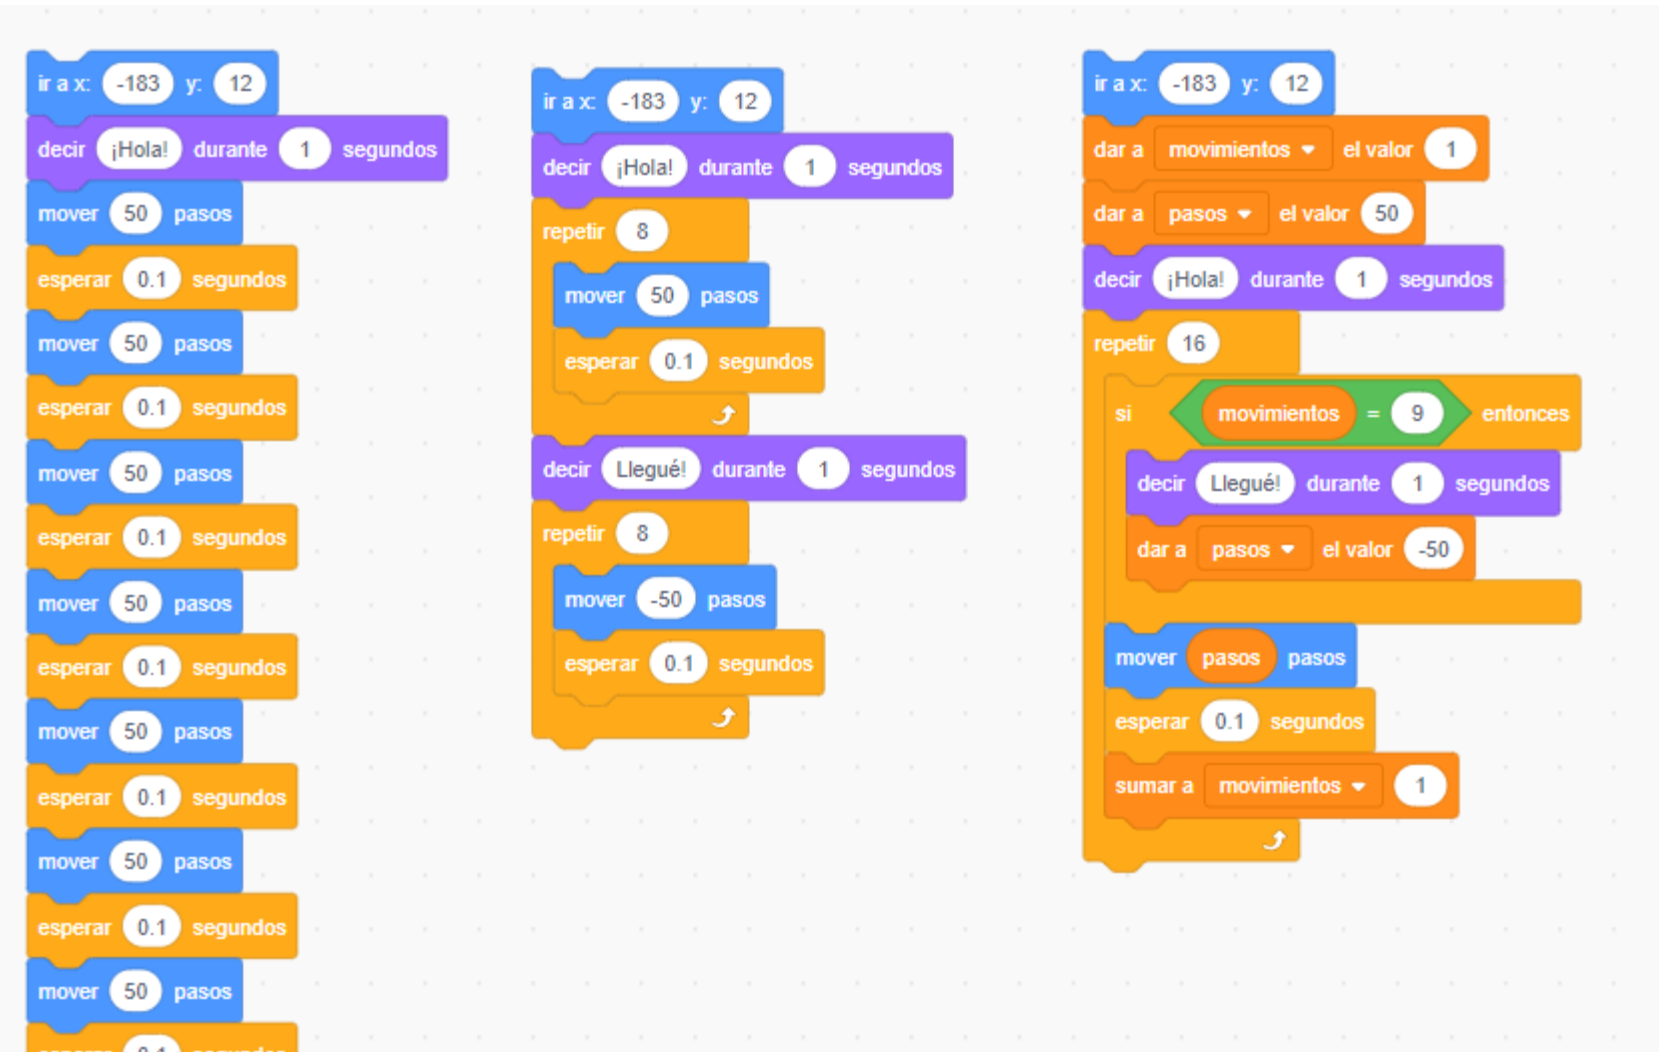 ir a x: -183 y: 12
decir ¡Hola! durante 1 segundos
mover 50 pasos
esperar 0.1 segundos
mover 50 pasos
esperar 0.1 segundos
mover 50 pasos
esperar 0.1 segundos
mover 50 pasos
esperar 0.1 segundos
mover 50 pasos
esperar 0.1 segundos
mover 50 pasos
esperar 0.1 segundos
mover 50 pasos
esperar 0.1 segundos
ir a x: -183 y: 12
decir ¡Hola! durante 1 segundos
repetir 8
mover 50 pasos
esperar 0.1 segundos
decir Llegué! durante 1 segundos
repetir 8
mover -50 pasos
esperar 0.1 segundos
ir a x: -183 y: 12
dar a movimientos el valor 1
dar a pasos el valor 50
decir ¡Hola! durante 1 segundos
repetir 16
si movimientos = 9 entonces
decir Llegué! durante 1 segundos
dar a pasos el valor -50
mover pasos pasos
esperar 0.1 segundos
sumar a movimientos 1